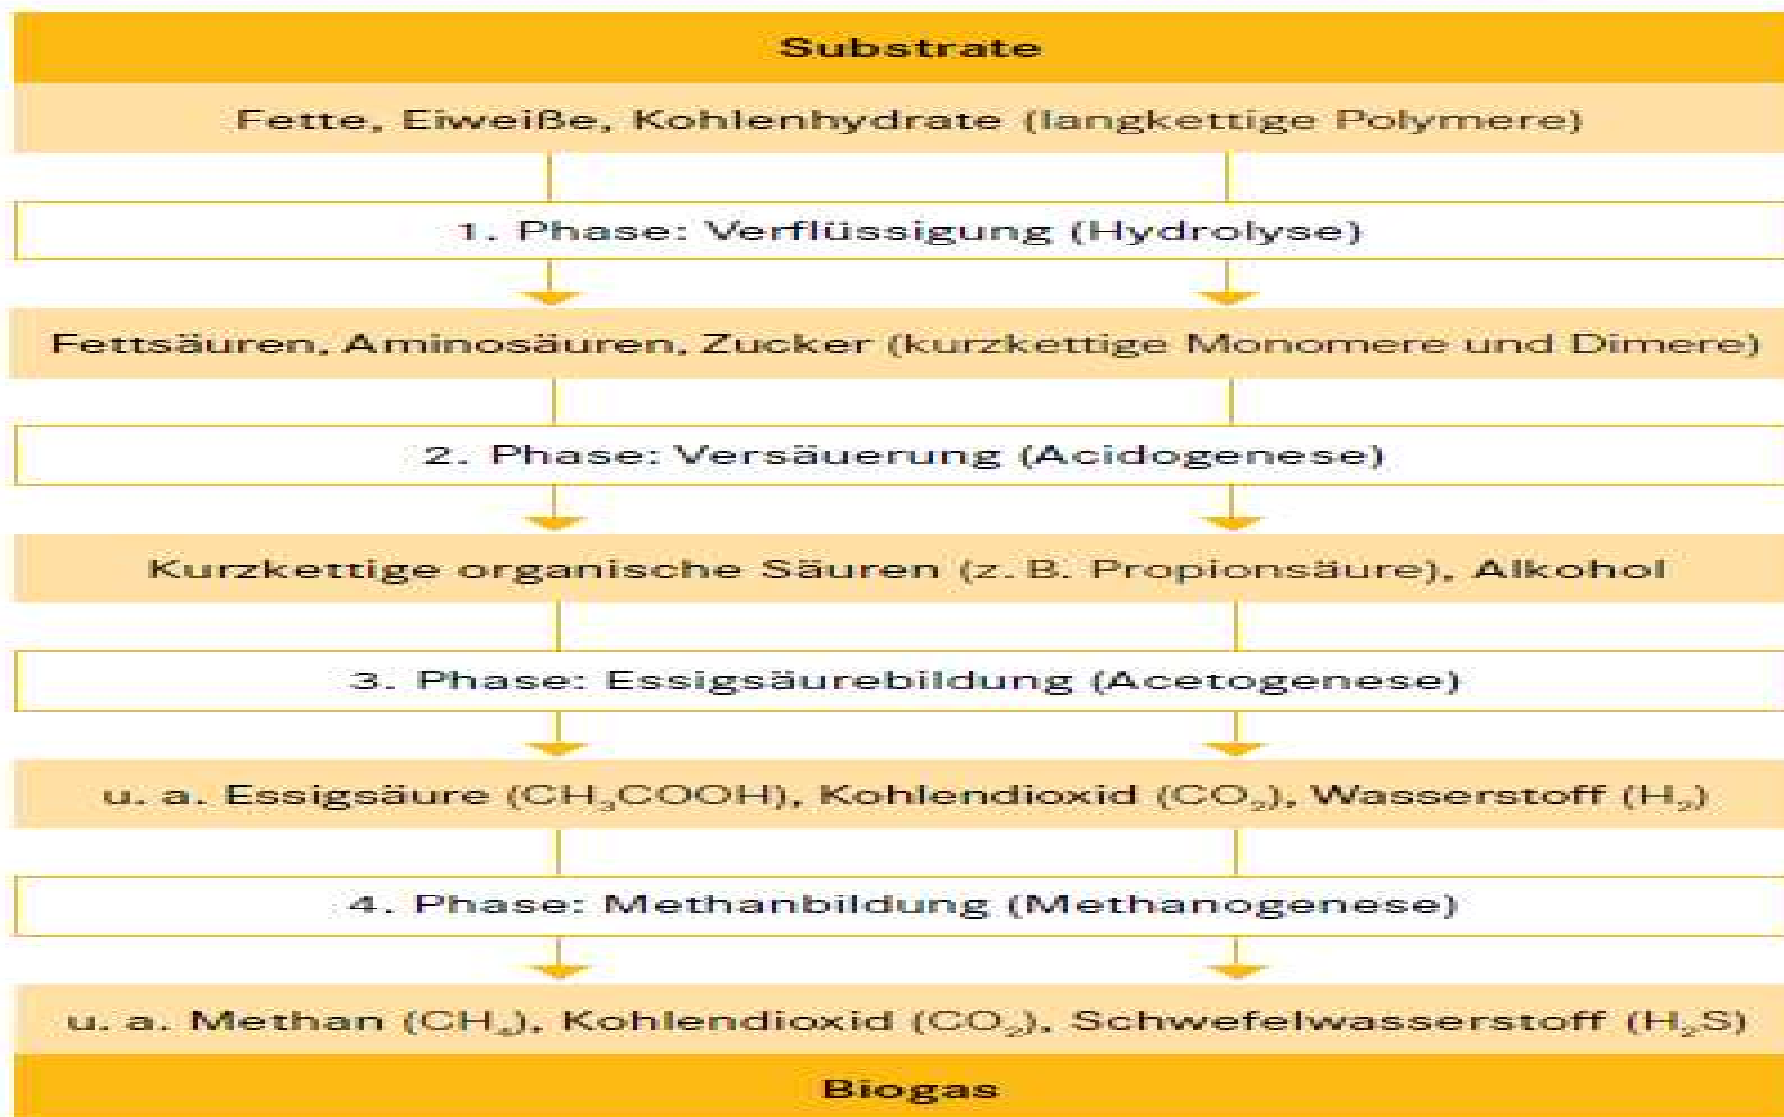 Substrate
Fette, Eiweiße, Kohlenhydrate (langkettige Polymere)
1. Phase: Verflüssigung (Hydrolyse)
Fettsäuren, Aminosäuren, Zucker (kurzkettige Monomere und Dimere)
2. Phase: Versäuerung (Acidogenese)
Kurzkettige organische Säuren (z. B. Propionsäure), Alkohol
3. Phase: Essigsäurebildung (Acetogenese)
u. a. Essigsäure (CH₃COOH), Kohlendioxid (CO₂), Wasserstoff (H₂)
4. Phase: Methanbildung (Methanogenese)
u. a. Methan (CH₄), Kohlendioxid (CO₂), Schwefelwasserstoff (H₂S)
Biogas